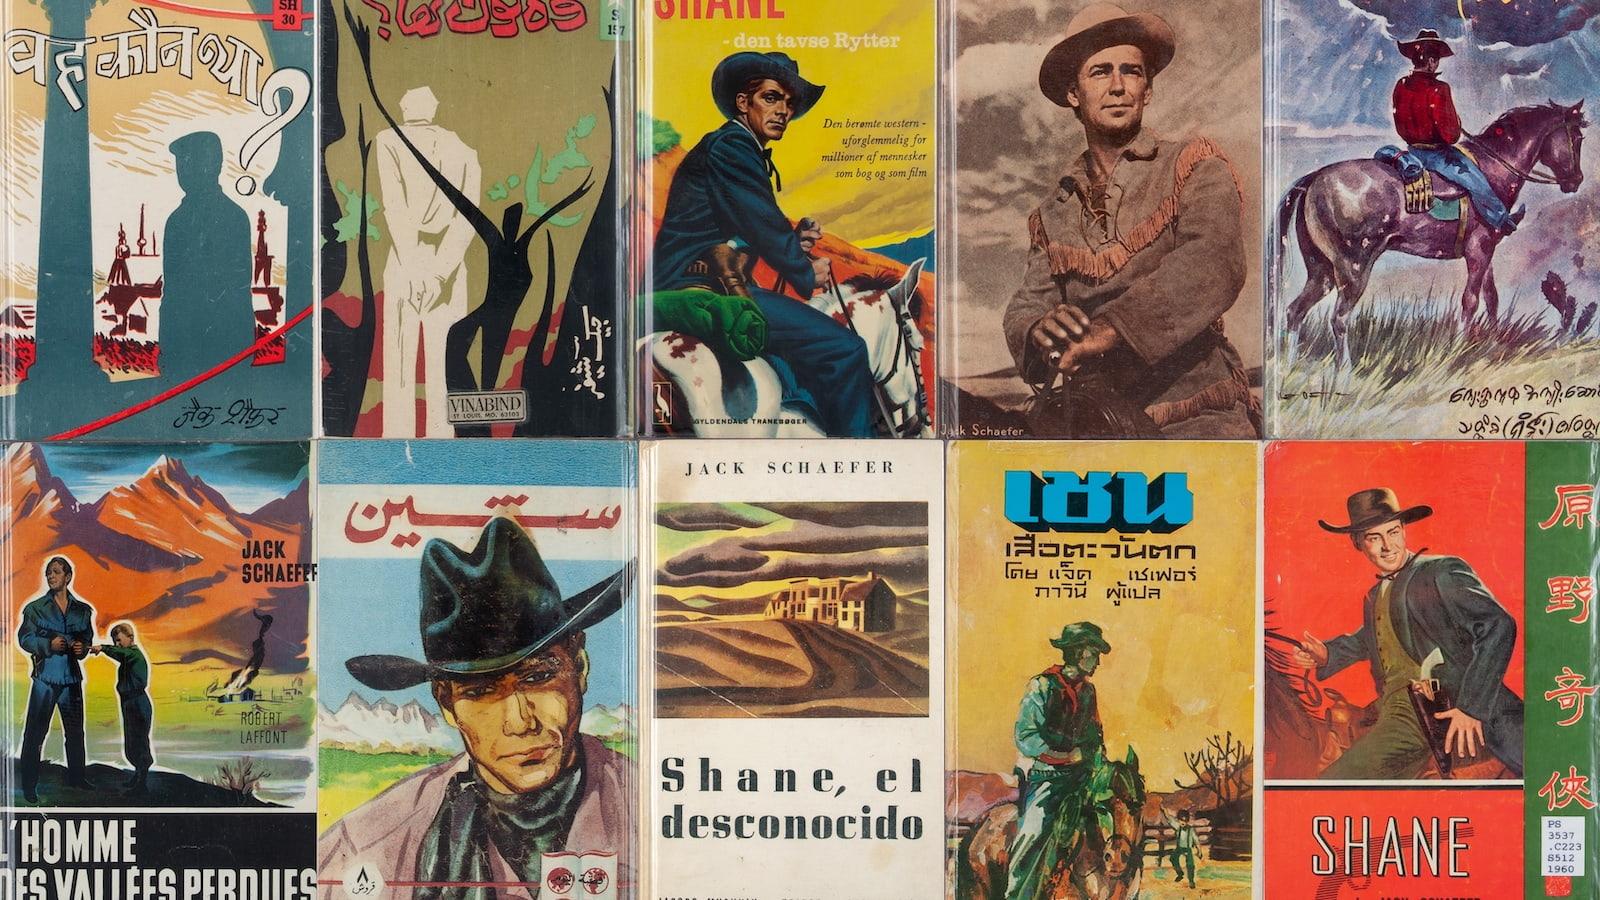 SH
30
वह कौन था ?
जैक शेफ़र
S
157
VINABIND
ST. LOUIS, MO. 63103
SHANE
- den tavse Rytter
Den berømte western -
uforglemmelig for
millioner af mennesker
som bog og som film
GYLDENDALS TRANEBØGER
Jack Schaefer
JACK
SCHAEFER
ROBERT
LAFFONT
L'HOMME
DES VALLÉES PERDUES
شين
٨
قروش
JACK SCHAEFER
Shane, el
desconocido
เชน
เสือตะวันตก
โดย แจ็ค เชเฟอร์
ภาวินี ผู้แปล
原野奇俠
SHANE
PS
3537
.C223
S512
1960